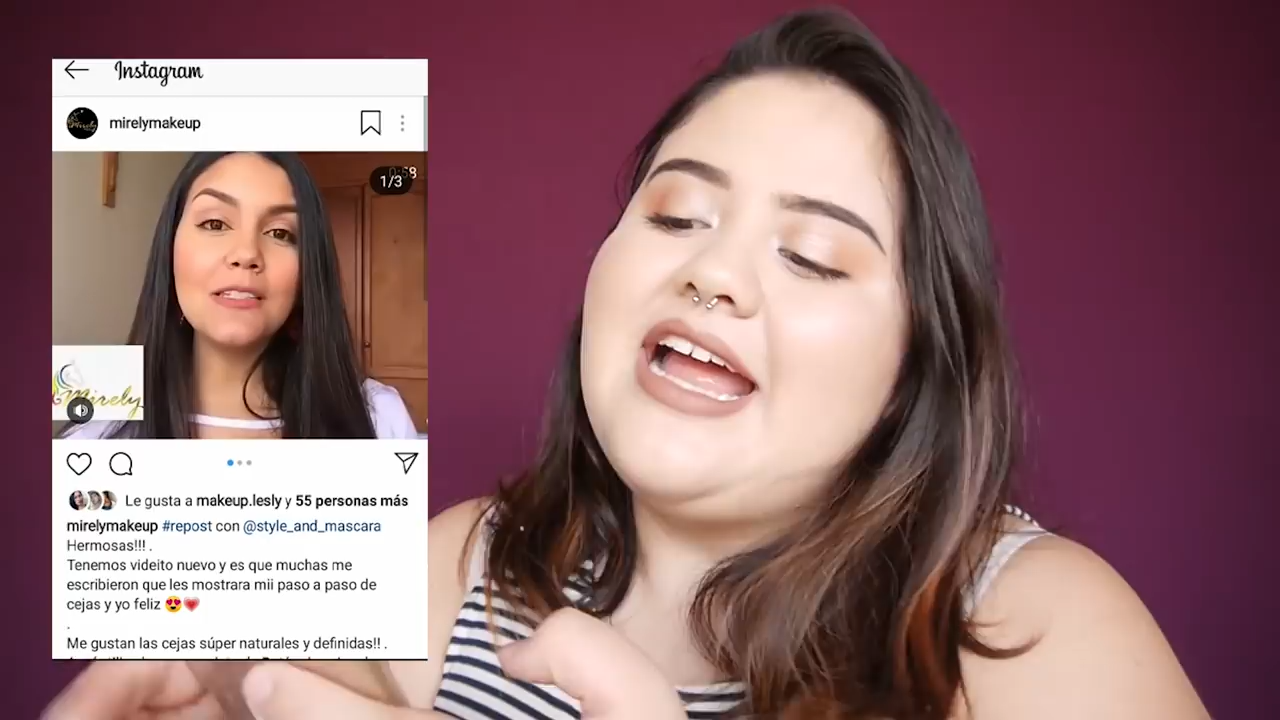 Instagram
mirelymakeup
1/3
Mirely
Le gusta a makeup.lesly y 55 personas más
mirelymakeup #repost con @style_and_mascara
Hermosas!!! .
Tenemos videito nuevo y es que muchas me
escribieron que les mostrara mii paso a paso de
cejas y yo feliz 😍💗
.
Me gustan las cejas súper naturales y definidas!! .